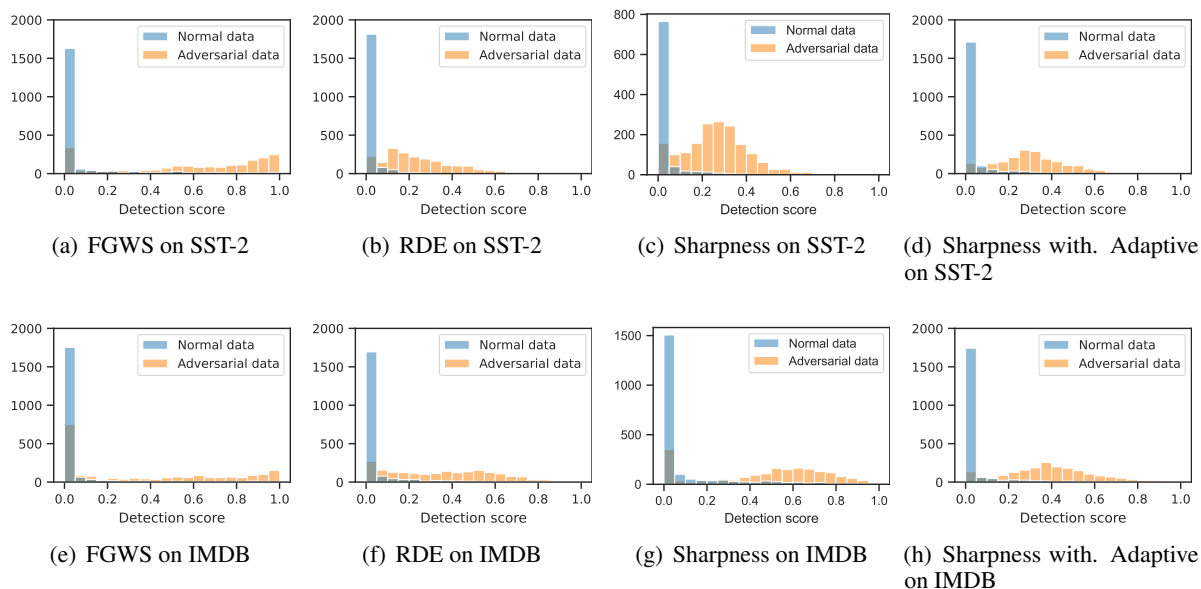 2000
1500
1000
500
0
Normal data
Adversarial data
0.0 0.2 0.4 0.6 0.8 1.0
Detection score
(a) FGWS on SST-2
2000
1500
1000
500
0
Normal data
Adversarial data
0.0 0.2 0.4 0.6 0.8 1.0
Detection score
(b) RDE on SST-2
800
600
400
200
0
Normal data
Adversarial data
0.0 0.2 0.4 0.6 0.8 1.0
Detection score
(c) Sharpness on SST-2
2000
1500
1000
500
0
Normal data
Adversarial data
0.0 0.2 0.4 0.6 0.8 1.0
Detection score
(d) Sharpness with. Adaptive
on SST-2
2000
1500
1000
500
0
Normal data
Adversarial data
0.0 0.2 0.4 0.6 0.8 1.0
Detection score
(e) FGWS on IMDB
2000
1500
1000
500
0
Normal data
Adversarial data
0.0 0.2 0.4 0.6 0.8 1.0
Detection score
(f) RDE on IMDB
1500
1000
500
0
Normal data
Adversarial data
0.0 0.2 0.4 0.6 0.8 1.0
Detection score
(g) Sharpness on IMDB
2000
1500
1000
500
0
Normal data
Adversarial data
0.0 0.2 0.4 0.6 0.8 1.0
Detection score
(h) Sharpness with. Adaptive
on IMDB